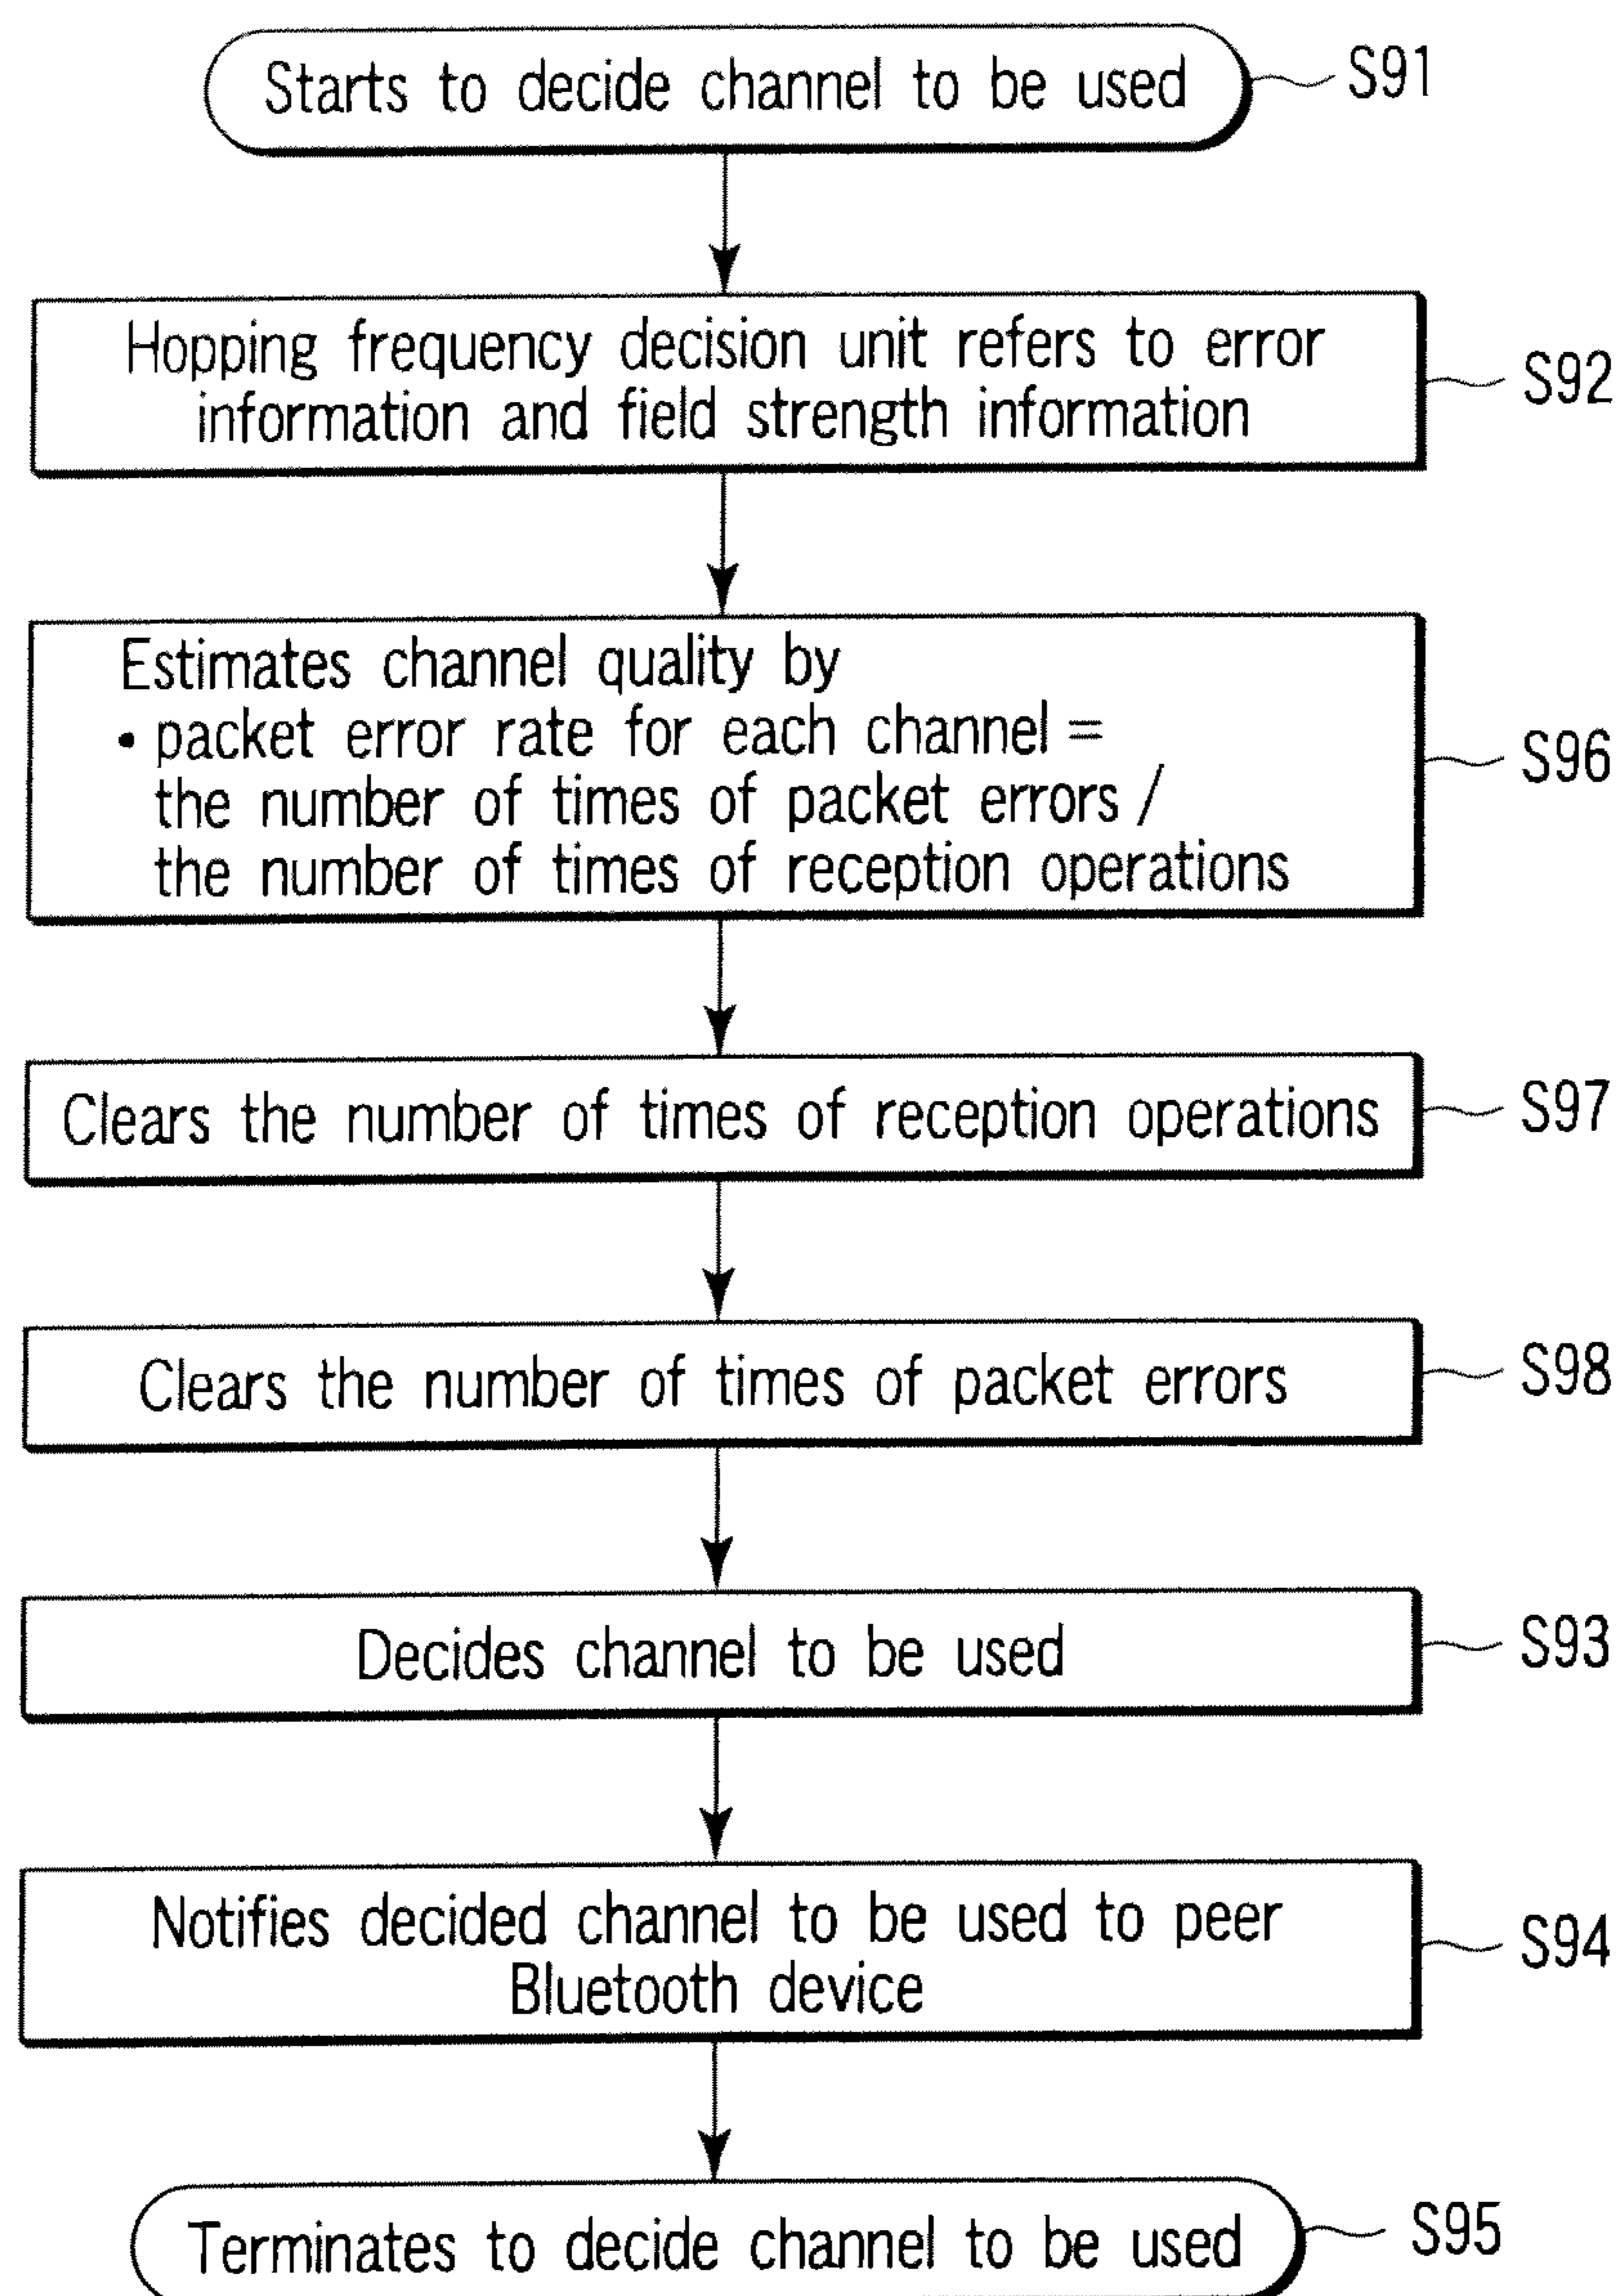 Starts to decide channel to be used
S91
Hopping frequency decision unit refers to error
information and field strength information
S92
Estimates channel quality by
• packet error rate for each channel =
the number of times of packet errors /
the number of times of reception operations
S96
Clears the number of times of reception operations
S97
Clears the number of times of packet errors
S98
Decides channel to be used
S93
Notifies decided channel to be used to peer
Bluetooth device
S94
Terminates to decide channel to be used
S95